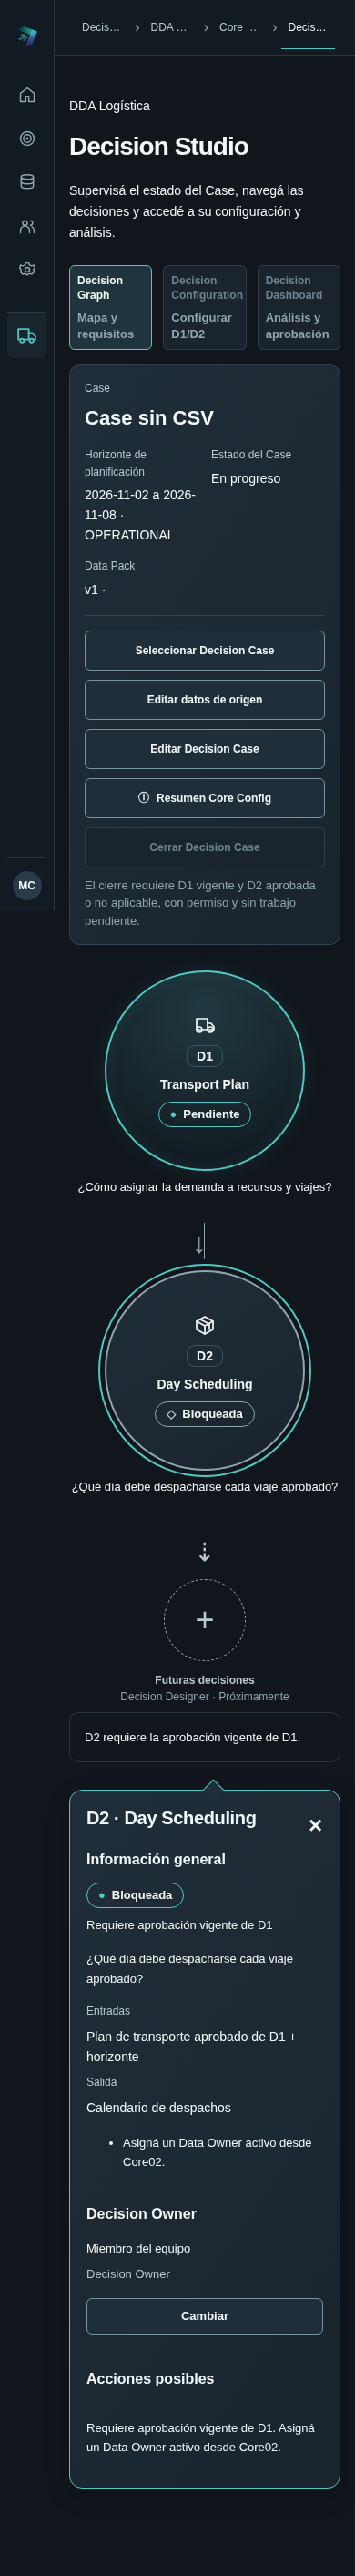 Decis… › DDA … › Core … › Decis…
DDA Logística
Decision Studio
Supervisá el estado del Case, navegá las
decisiones y accedé a su configuración y
análisis.
Decision
Graph
Mapa y
requisitos
Decision
Configuration
Configurar
D1/D2
Decision
Dashboard
Análisis y
aprobación
Case
Case sin CSV
Horizonte de
planificación
2026-11-02 a 2026-
11-08 ·
OPERATIONAL
Estado del Case
En progreso
Data Pack
v1 ·
Seleccionar Decision Case
Editar datos de origen
Editar Decision Case
ⓘ Resumen Core Config
Cerrar Decision Case
El cierre requiere D1 vigente y D2 aprobada
o no aplicable, con permiso y sin trabajo
pendiente.
MC
D1
Transport Plan
● Pendiente
¿Cómo asignar la demanda a recursos y viajes?
↓
D2
Day Scheduling
◇ Bloqueada
¿Qué día debe despacharse cada viaje aprobado?
⇣
+
Futuras decisiones
Decision Designer · Próximamente
D2 requiere la aprobación vigente de D1.
D2 · Day Scheduling
×
Información general
● Bloqueada
Requiere aprobación vigente de D1
¿Qué día debe despacharse cada viaje
aprobado?
Entradas
Plan de transporte aprobado de D1 +
horizonte
Salida
Calendario de despachos
• Asigná un Data Owner activo desde
Core02.
Decision Owner
Miembro del equipo
Decision Owner
Cambiar
Acciones posibles
Requiere aprobación vigente de D1. Asigná
un Data Owner activo desde Core02.